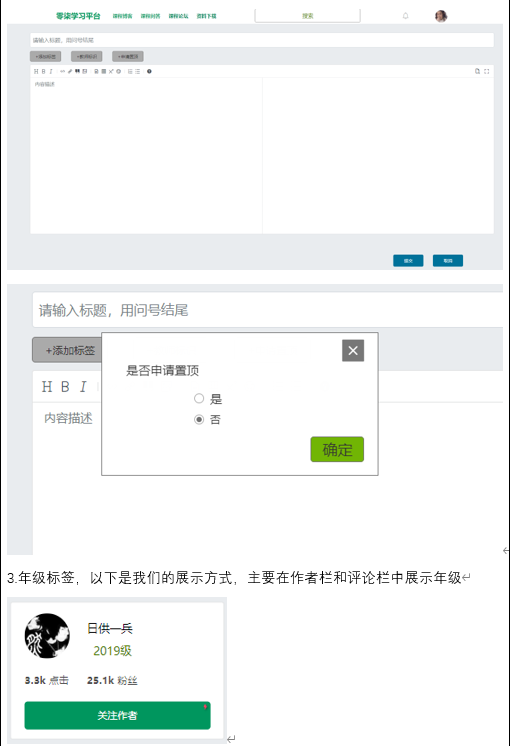 零柒学习平台 课程博客 课程问答 课程论坛 资料下载 搜索
请输入标题,用问号结尾
+添加标签 +申请置顶
H B I
内容描述
提交 取消
请输入标题,用问号结尾
+添加标签
是否申请置顶
是
H B I
否
内容描述
确定
3.年级标签,以下是我们的展示方式,主要在作者栏和评论栏中展示年级
日供一兵
2019级
3.3k 点击 25.1k 粉丝
关注作者